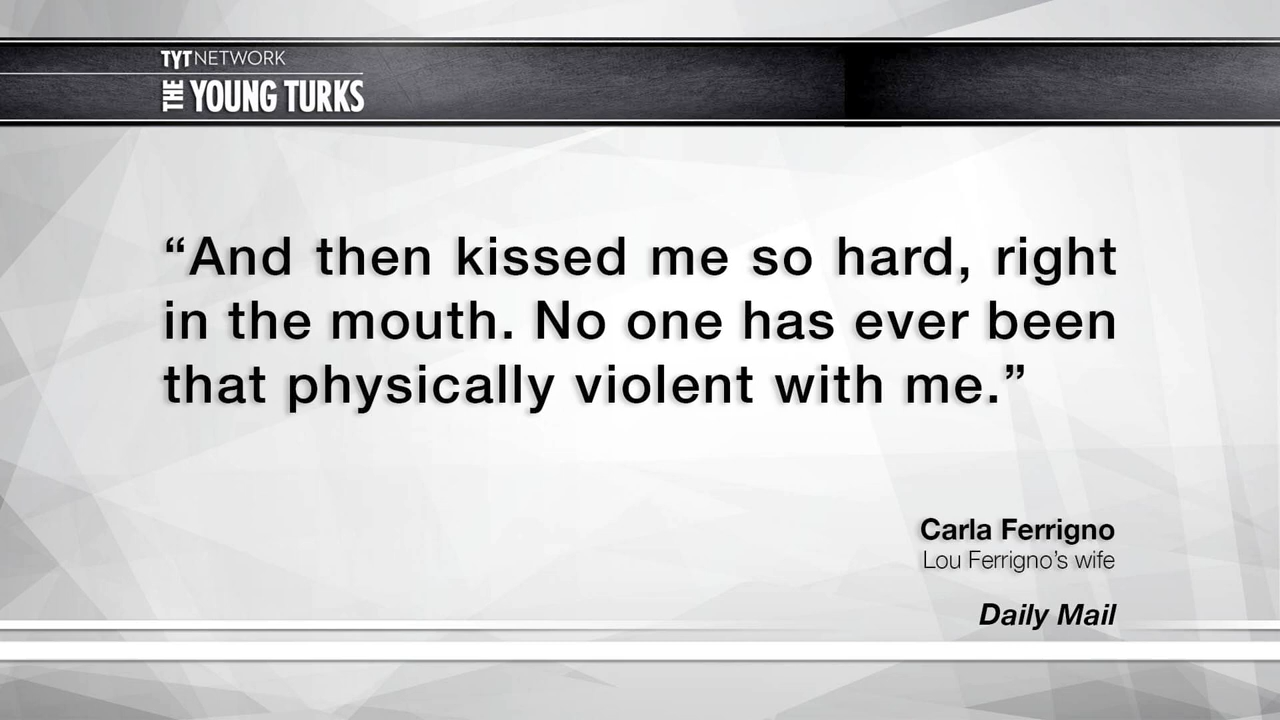 TYT NETWORK
THE YOUNG TURKS
“And then kissed me so hard, right
in the mouth. No one has ever been
that physically violent with me.”
Carla Ferrigno
Lou Ferrigno’s wife
Daily Mail